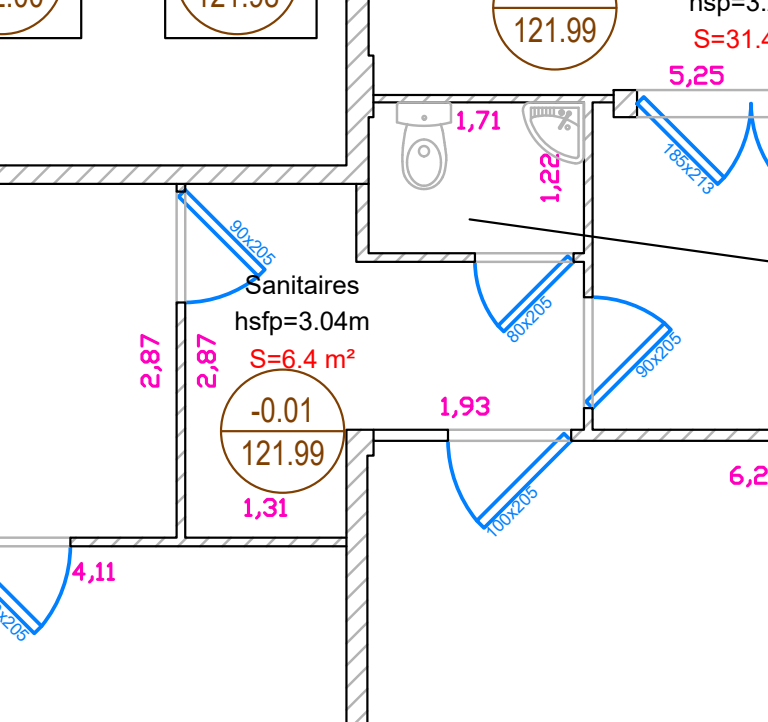 121.99
S=31.4
5,25
1,71
185x213
1,22
90x205
Sanitaires
hsfp=3.04m
S=6.4 m²
80x205
90x205
2,87
2,87
-0.01
121.99
1,93
1,31
100x205
6,2
4,11